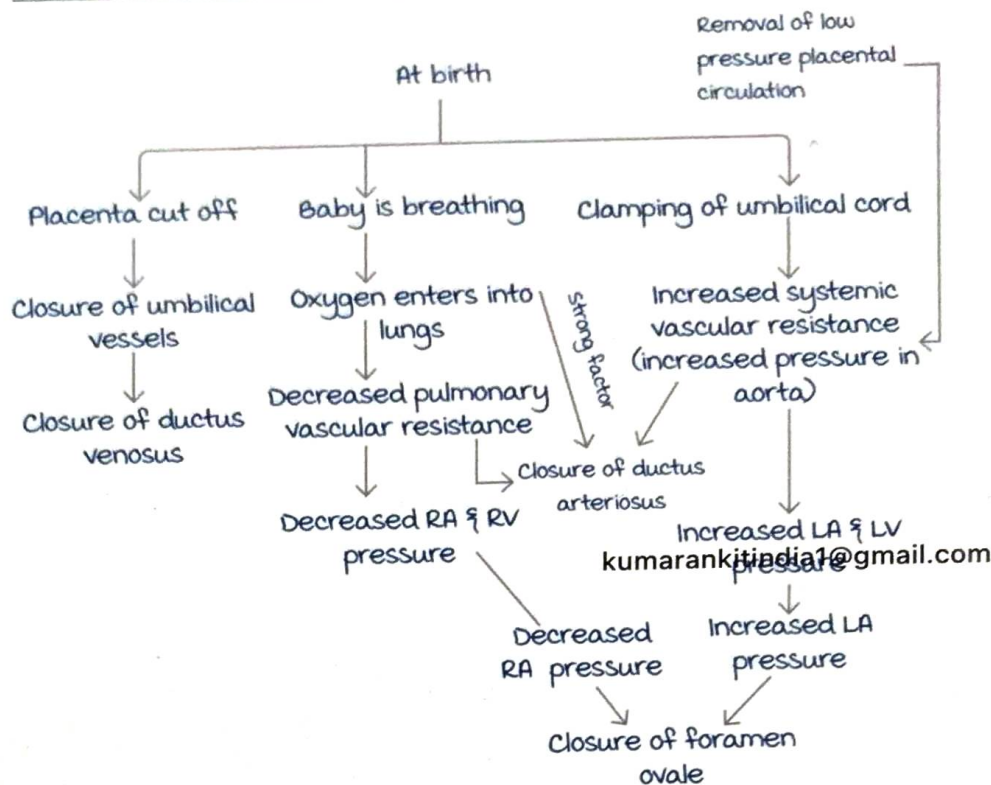 Removal of low
pressure placental
circulation
At birth
Placenta cut off
Baby is breathing
Clamping of umbilical cord
Closure of umbilical
vessels
Oxygen enters into
lungs
Strong factor
Increased systemic
vascular resistance
(increased pressure in
aorta)
Decreased pulmonary
vascular resistance
Closure of ductus
venosus
Closure of ductus
arteriosus
Decreased RA & RV
pressure
Increased LA & LV
pressure
kumarankitindia1@gmail.com
Decreased
RA pressure
Increased LA
pressure
Closure of foramen
ovale